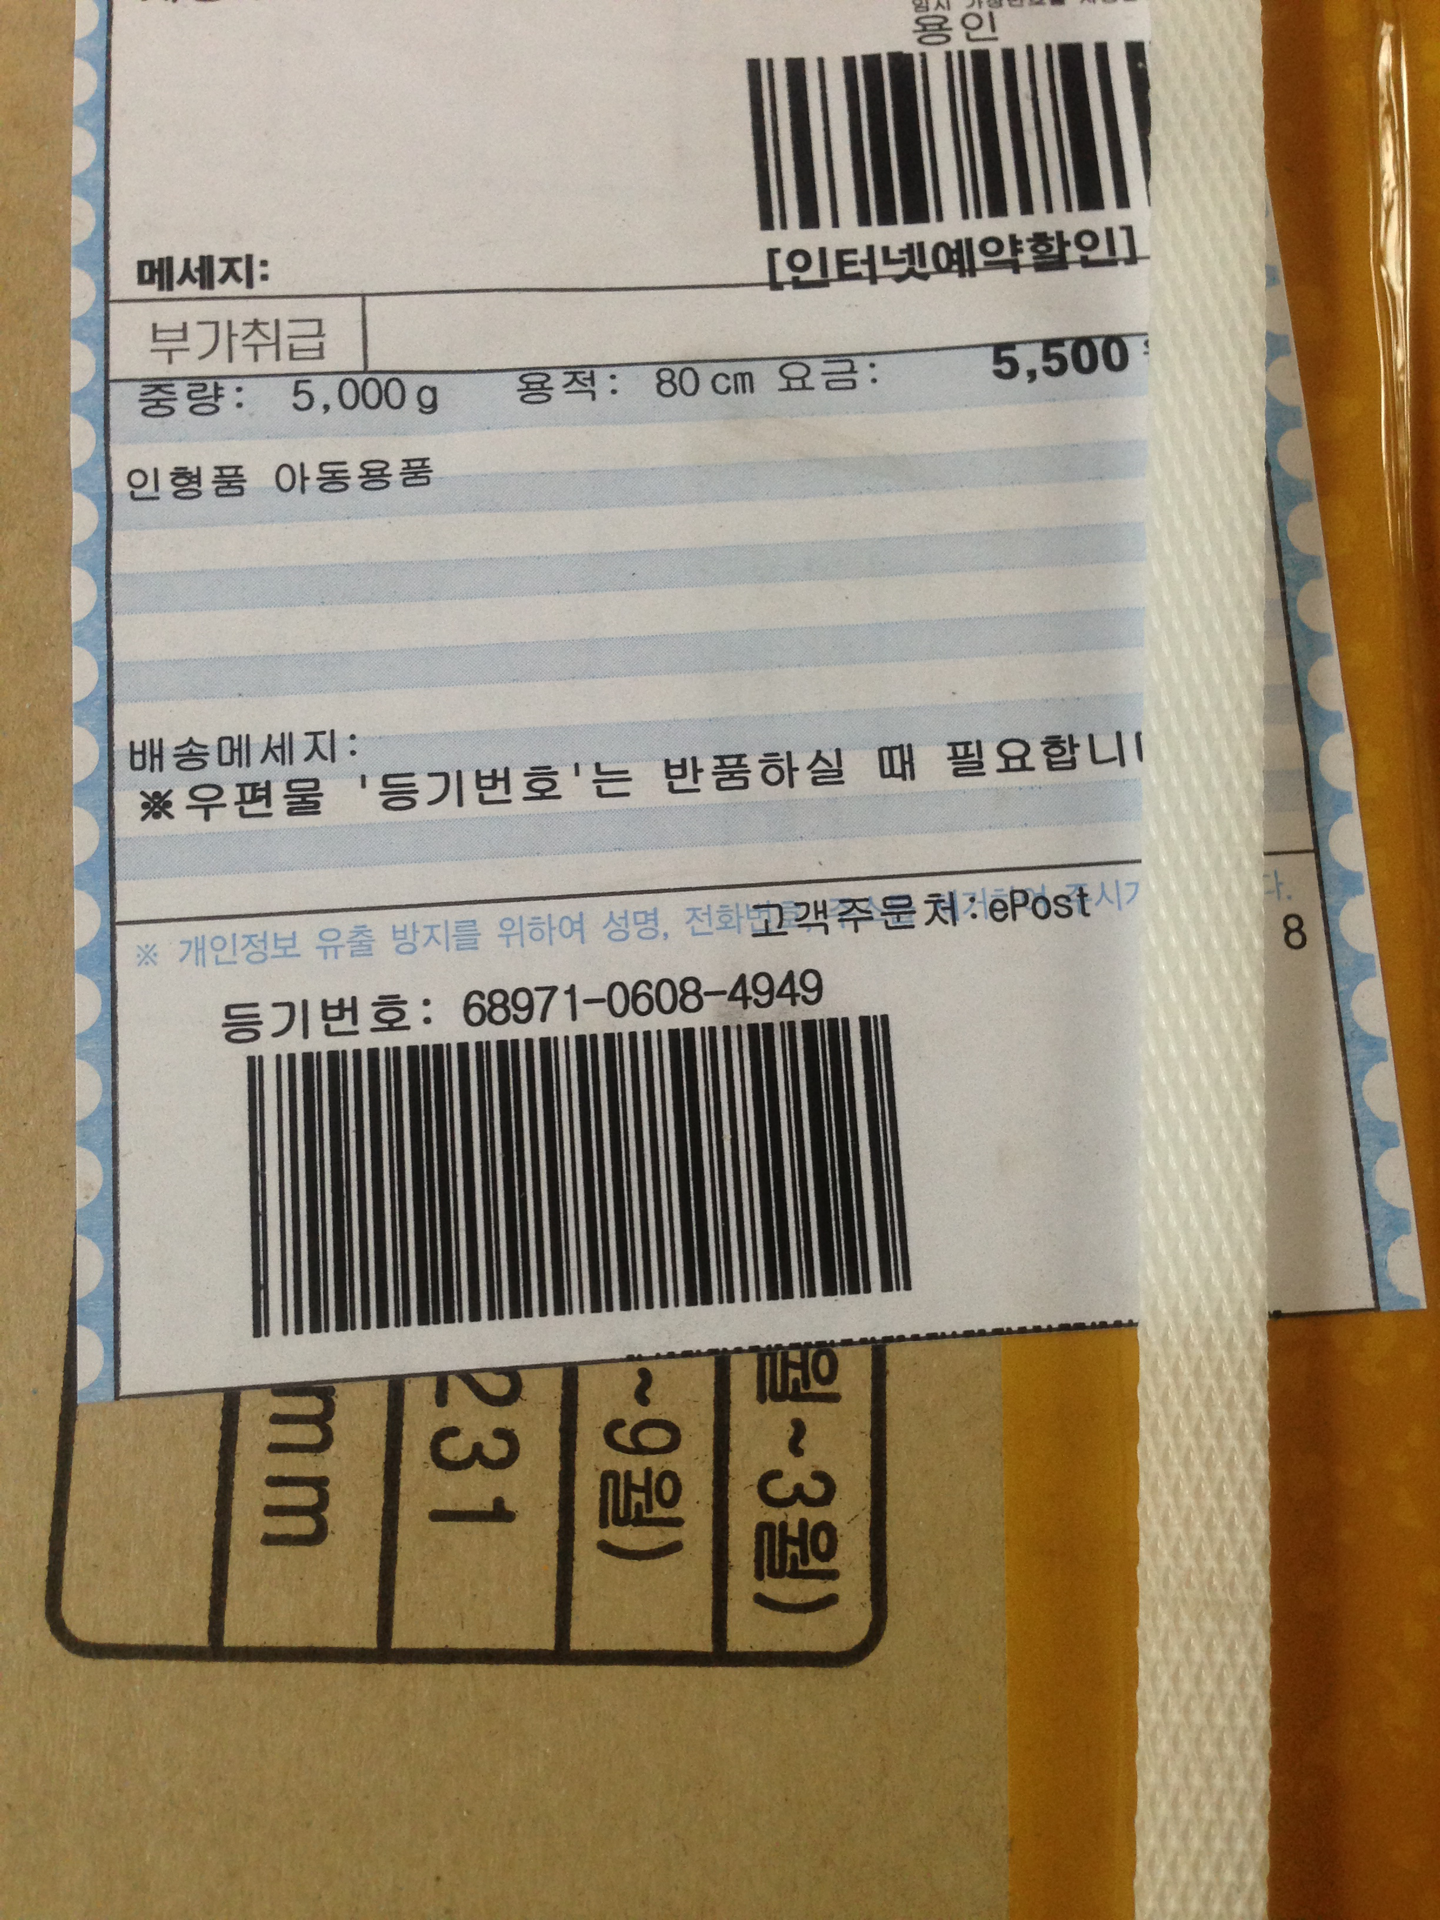 용인
[인터넷예약할인]
메세지:
부가취급
중량: 5,000g 용적: 80cm 요금: 5,500
인형품 아동용품
배송메세지:
※우편물 '등기번호'는 반품하실 때 필요합니
※ 개인정보 유출 방지를 위하여 성명, 전화번호,
고객주문처:ePost
8
등기번호: 68971-0608-4949
mm
231
~9월)
월~3월)